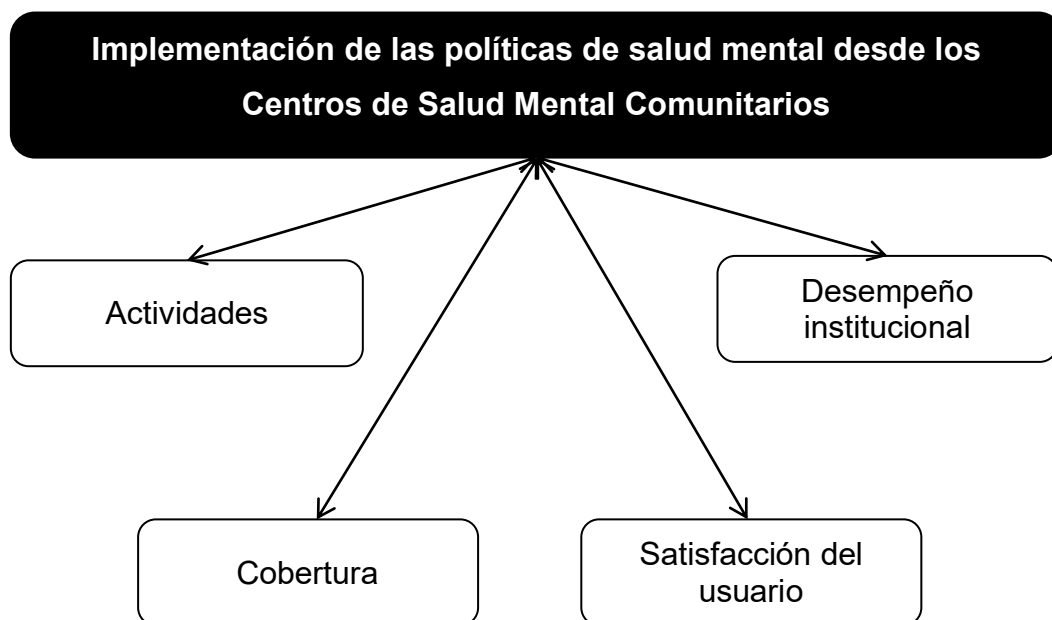 Implementación de las políticas de salud mental desde los
Centros de Salud Mental Comunitarios
Actividades
Desempeño
institucional
Cobertura
Satisfacción del
usuario